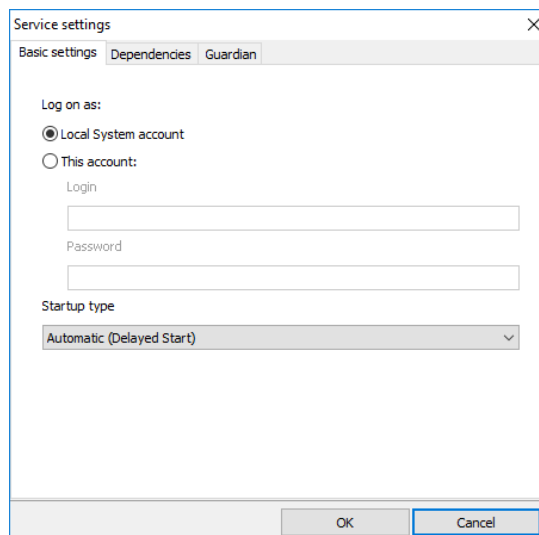 Service settings
Basic settings Dependencies Guardian
Log on as:
Local System account
This account:
Login
Password
Startup type
Automatic (Delayed Start)
OK Cancel